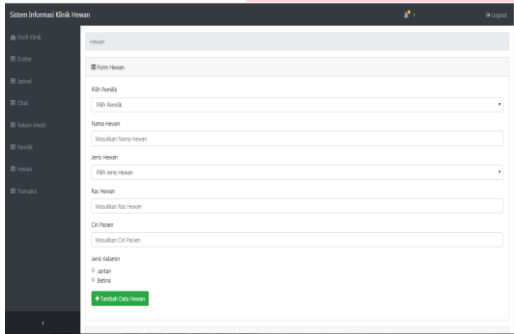 Sistem Informasi Klinik Hewan
Logout
Profil Klinik
Dokter
Jadwal
Obat
Rekam Medis
Pemilik
Hewan
Transaksi
Hewan
Form Hewan
Pilih Pemilik
Pilih Pemilik
Nama Hewan
Masukkan Nama Hewan
Jenis Hewan
Pilih Jenis Hewan
Ras Hewan
Masukkan Ras Hewan
Ciri Pasien
Masukkan Ciri Pasien
Jenis Kelamin
Jantan
Betina
+ Tambah Data Hewan